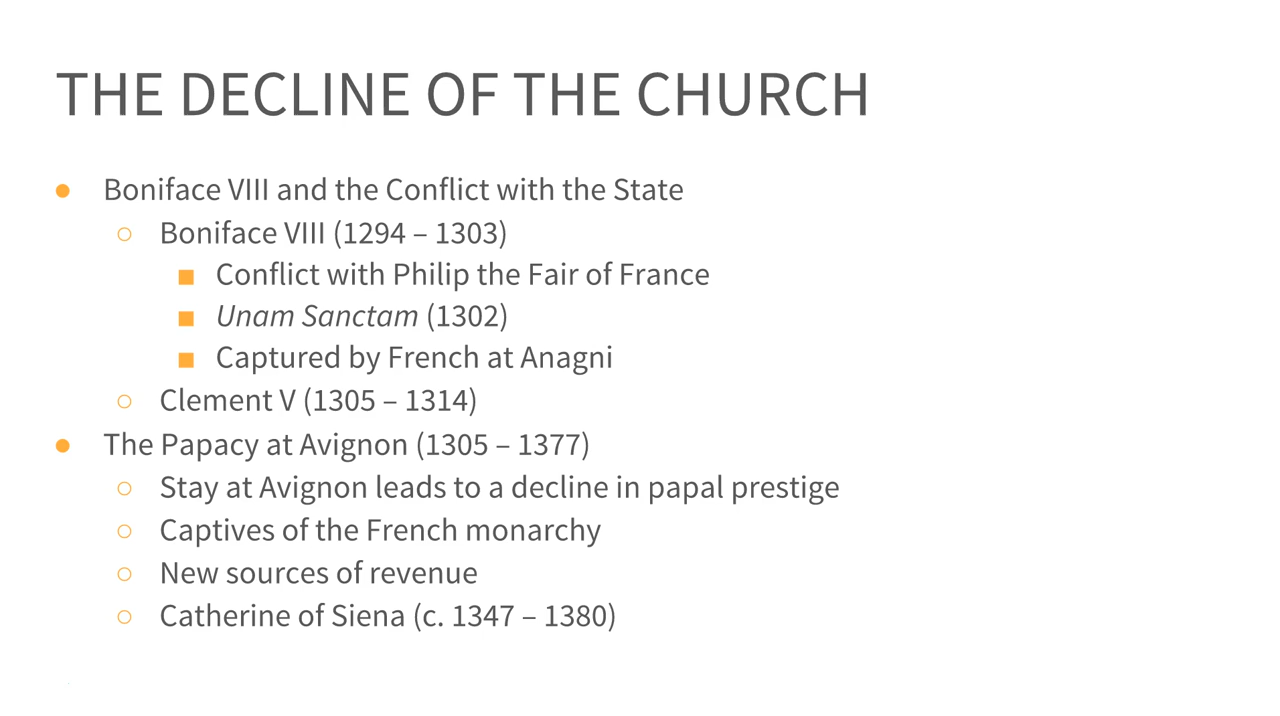 THE DECLINE OF THE CHURCH
● Boniface VIII and the Conflict with the State
○ Boniface VIII (1294 – 1303)
■ Conflict with Philip the Fair of France
■ Unam Sanctam (1302)
■ Captured by French at Anagni
○ Clement V (1305 – 1314)
● The Papacy at Avignon (1305 – 1377)
○ Stay at Avignon leads to a decline in papal prestige
○ Captives of the French monarchy
○ New sources of revenue
○ Catherine of Siena (c. 1347 – 1380)